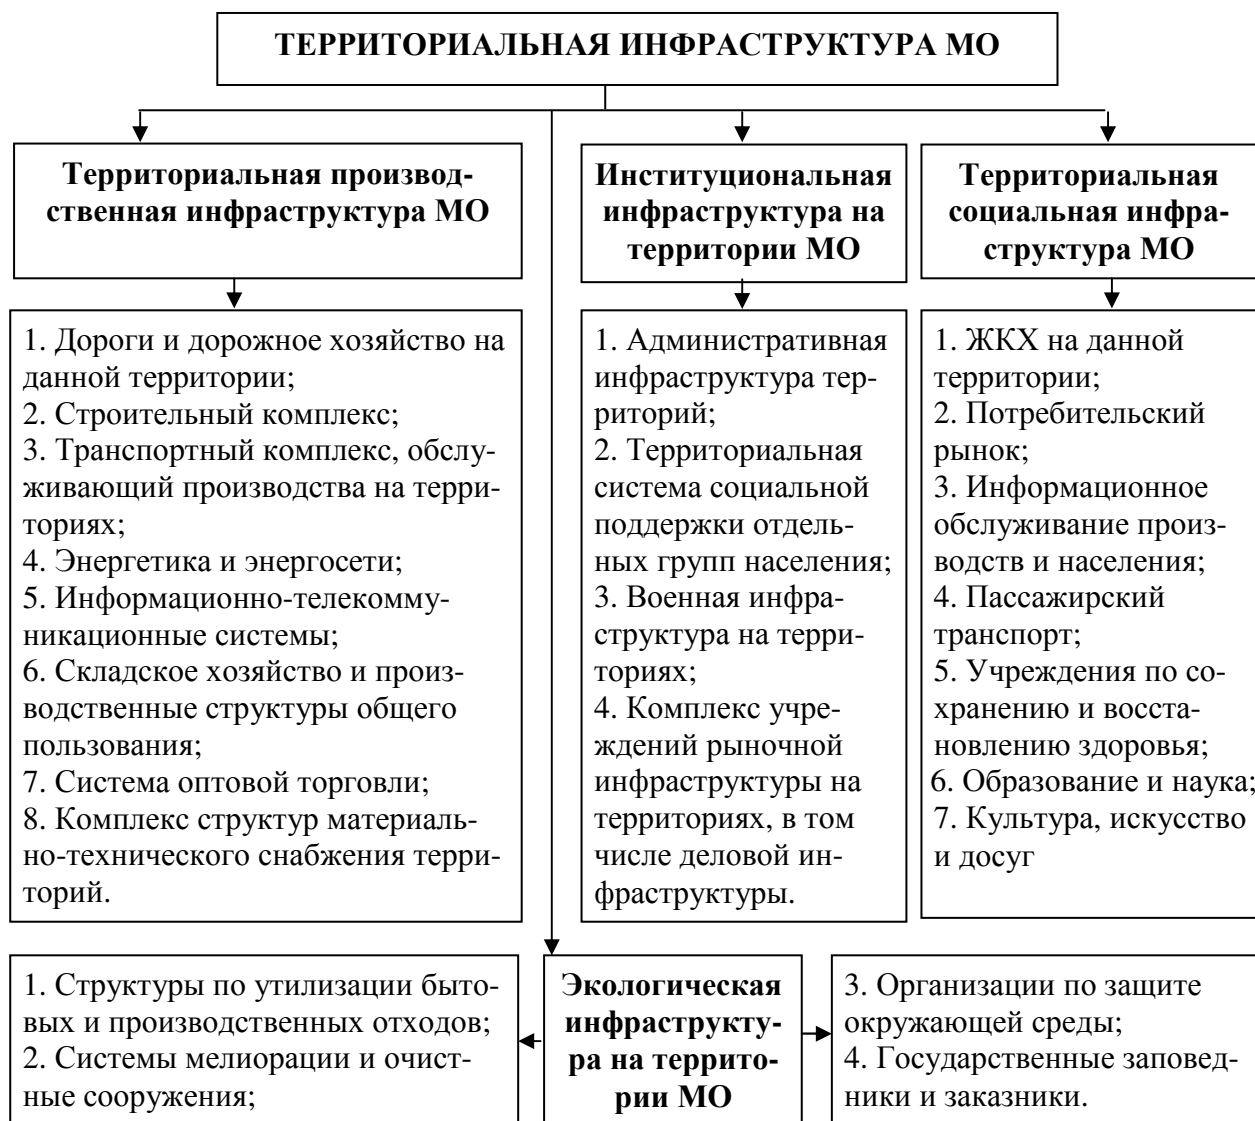 ТЕРРИТОРИАЛЬНАЯ ИНФРАСТРУКТУРА МО
Территориальная производ-
ственная инфраструктура МО
Институциональная
инфраструктура на
территории МО
Территориальная
социальная инфра-
структура МО
1. Дороги и дорожное хозяйство на
данной территории;
2. Строительный комплекс;
3. Транспортный комплекс, обслу-
живающий производства на терри-
ториях;
4. Энергетика и энергосети;
5. Информационно-телекомму-
никационные системы;
6. Складское хозяйство и произ-
водственные структуры общего
пользования;
7. Система оптовой торговли;
8. Комплекс структур материаль-
но-технического снабжения терри-
торий.
1. Административная
инфраструктура тер-
риторий;
2. Территориальная
система социальной
поддержки отдель-
ных групп населения;
3. Военная инфра-
структура на терри-
ториях;
4. Комплекс учре-
ждений рыночной
инфраструктуры на
территориях, в том
числе деловой ин-
фраструктуры.
1. ЖКХ на данной
территории;
2. Потребительский
рынок;
3. Информационное
обслуживание произ-
водств и населения;
4. Пассажирский
транспорт;
5. Учреждения по со-
хранению и восста-
новлению здоровья;
6. Образование и наука;
7. Культура, искусство
и досуг
1. Структуры по утилизации быто-
вых и производственных отходов;
2. Системы мелиорации и очист-
ные сооружения;
Экологическая
инфраструкту-
ра на террито-
рии МО
3. Организации по защите
окружающей среды;
4. Государственные заповед-
ники и заказники.